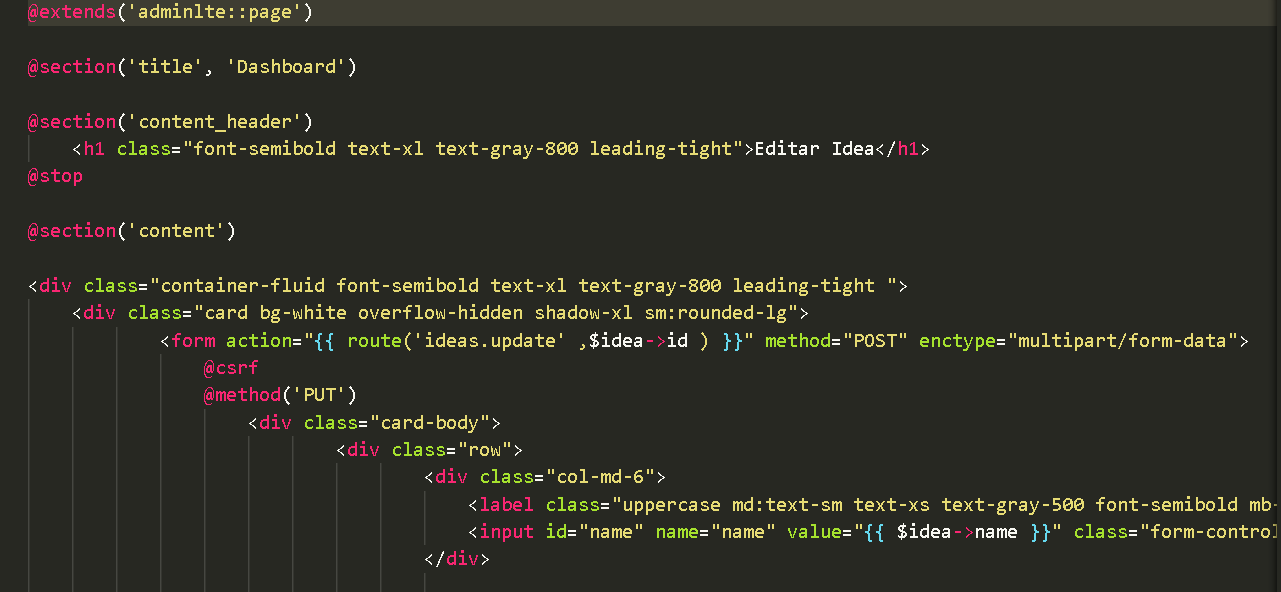 @extends('adminlte::page')
@section('title', 'Dashboard')
@section('content_header')
<h1 class="font-semibold text-xl text-gray-800 leading-tight">Editar Idea</h1>
@stop
@section('content')
<div class="container-fluid font-semibold text-xl text-gray-800 leading-tight ">
<div class="card bg-white overflow-hidden shadow-xl sm:rounded-lg">
<form action="{{ route('ideas.update' ,$idea->id ) }}" method="POST" enctype="multipart/form-data">
@csrf
@method('PUT')
<div class="card-body">
<div class="row">
<div class="col-md-6">
<label class="uppercase md:text-sm text-xs text-gray-500 font-semibold mb-
<input id="name" name="name" value="{{ $idea->name }}" class="form-control
</div>